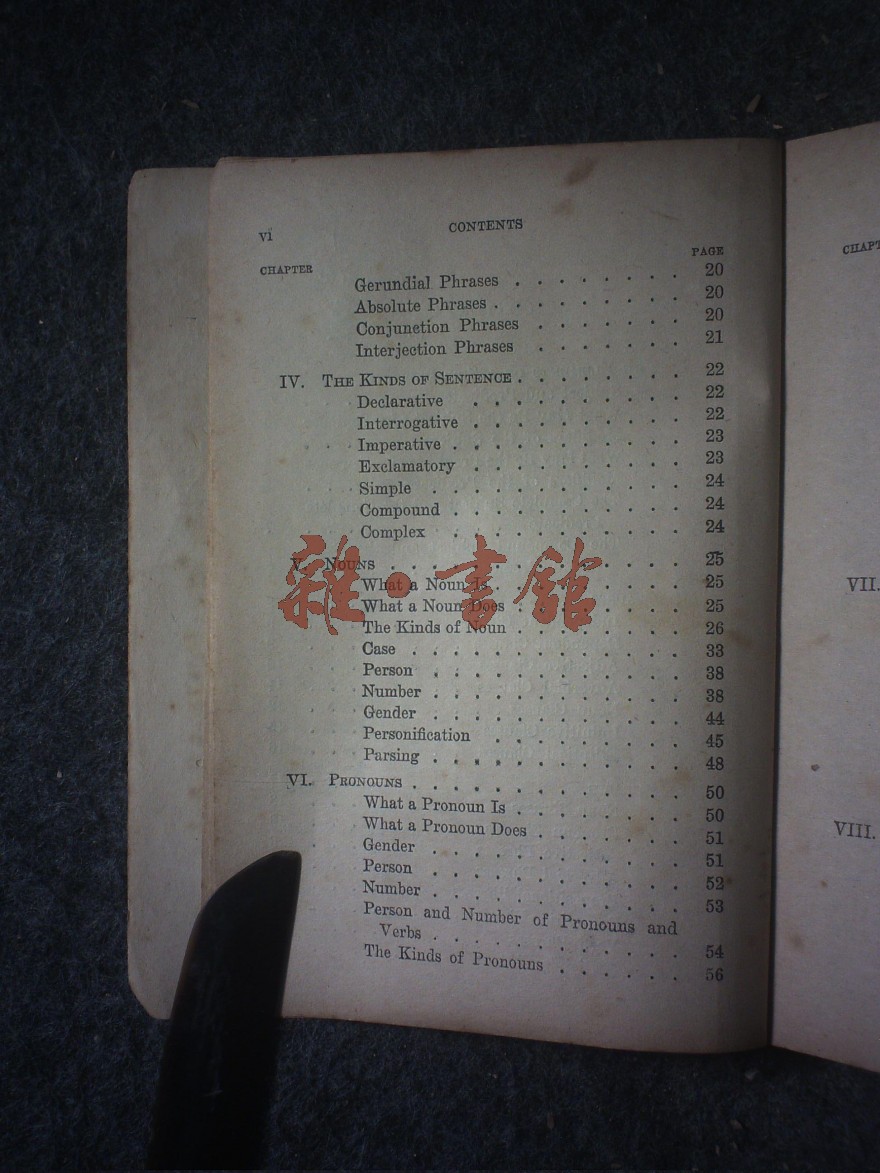 vi CONTENTS
CHAPTER PAGE
Gerundial Phrases . . . . . . . . 20
Absolute Phrases . . . . . . . . . 20
Conjunction Phrases . . . . . . . 20
Interjection Phrases . . . . . . . 21
IV. THE KINDS OF SENTENCE . . . . . . . . 22
Declarative . . . . . . . . . . 22
Interrogative . . . . . . . . . . 22
Imperative . . . . . . . . . . . 23
Exclamatory . . . . . . . . . . 23
Simple . . . . . . . . . . . . 24
Compound . . . . . . . . . . . 24
Complex . . . . . . . . . . . 24
V. NOUNS . . . . . . . . . . . . . . 25
What a Noun Is . . . . . . . . . 25
What a Noun Does . . . . . . . . 25
The Kinds of Noun . . . . . . . . 26
Case . . . . . . . . . . . . . 33
Person . . . . . . . . . . . . 38
Number . . . . . . . . . . . . 38
Gender . . . . . . . . . . . . 44
Personification . . . . . . . . . 45
Parsing . . . . . . . . . . . . 48
VI. PRONOUNS . . . . . . . . . . . . . 50
What a Pronoun Is . . . . . . . . 50
What a Pronoun Does . . . . . . . 51
Gender . . . . . . . . . . . . 51
Person . . . . . . . . . . . . 52
Number . . . . . . . . . . . . 53
Person and Number of Pronouns and
Verbs . . . . . . . . . . . . 54
The Kinds of Pronouns . . . . . . 56
雜·書館
VII.
VIII.